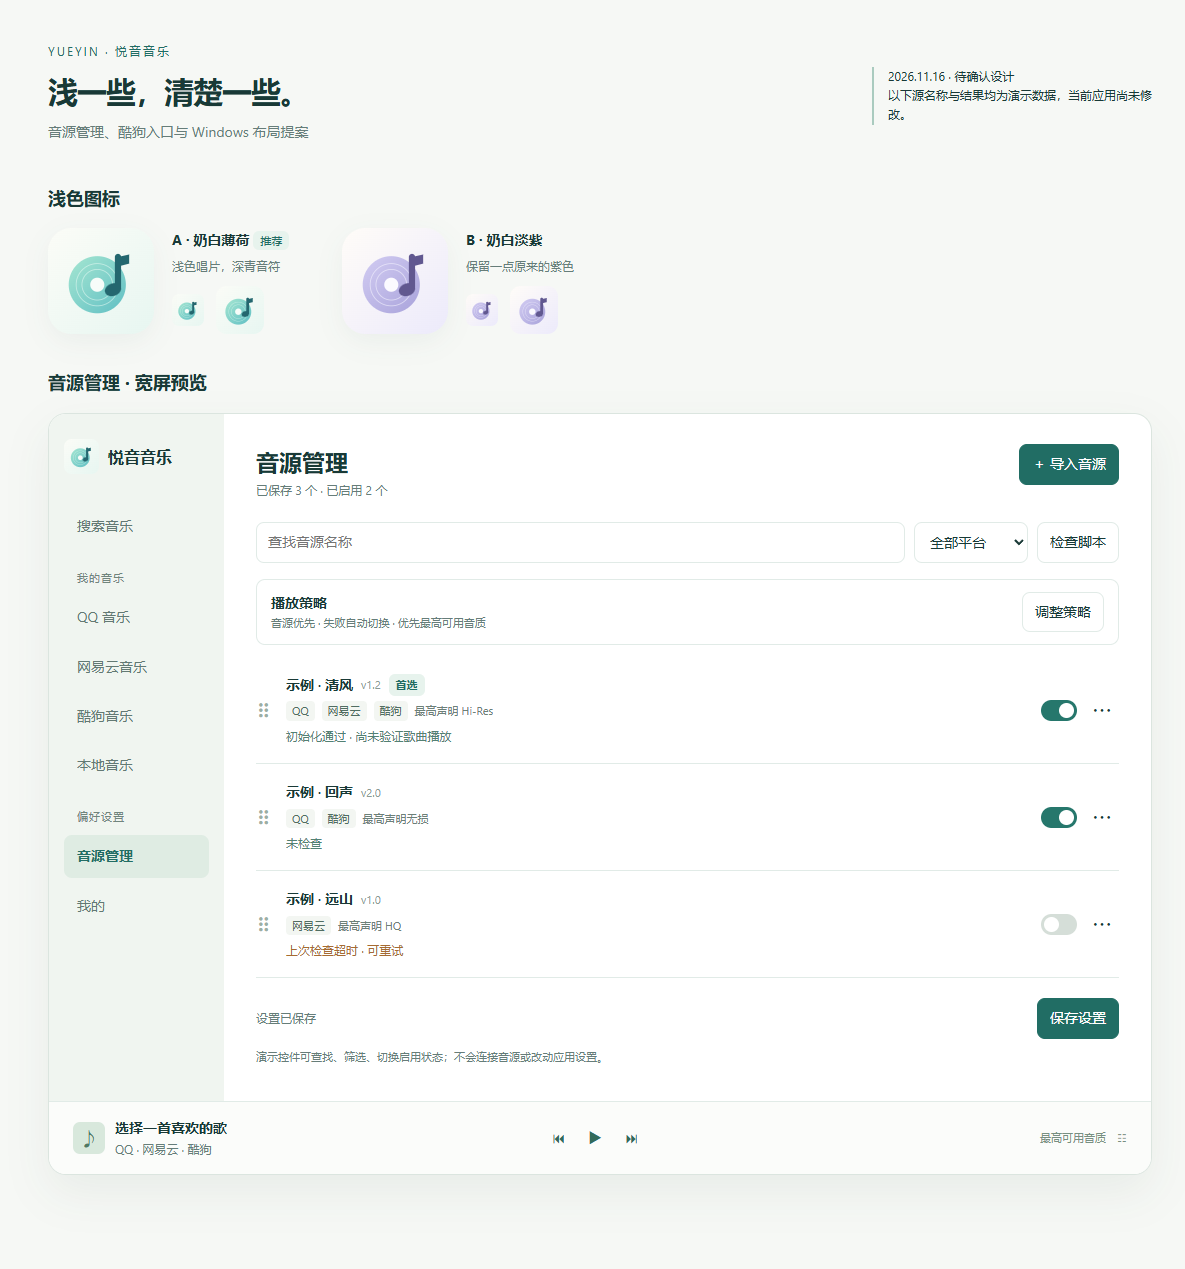 YUEYIN · 悦音音乐
浅一些，清楚一些。
音源管理、酷狗入口与 Windows 布局提案
2026.11.16 · 待确认设计
以下源名称与结果均为演示数据，当前应用尚未修
改。
浅色图标
A · 奶白薄荷 推荐
浅色唱片，深青音符
B · 奶白淡紫
保留一点原来的紫色
音源管理 · 宽屏预览
悦音音乐
搜索音乐
我的音乐
QQ 音乐
网易云音乐
酷狗音乐
本地音乐
偏好设置
音源管理
我的
音源管理
已保存 3 个 · 已启用 2 个
+ 导入音源
查找音源名称
全部平台
检查脚本
播放策略
音源优先 · 失败自动切换 · 优先最高可用音质
调整策略
示例 · 清风 v1.2 首选
QQ 网易云 酷狗 最高声明 Hi-Res
初始化通过 · 尚未验证歌曲播放
示例 · 回声 v2.0
QQ 酷狗 最高声明无损
未检查
示例 · 远山 v1.0
网易云 最高声明 HQ
上次检查超时 · 可重试
设置已保存
保存设置
演示控件可查找、筛选、切换启用状态；不会连接音源或改动应用设置。
选择一首喜欢的歌
QQ · 网易云 · 酷狗
最高可用音质